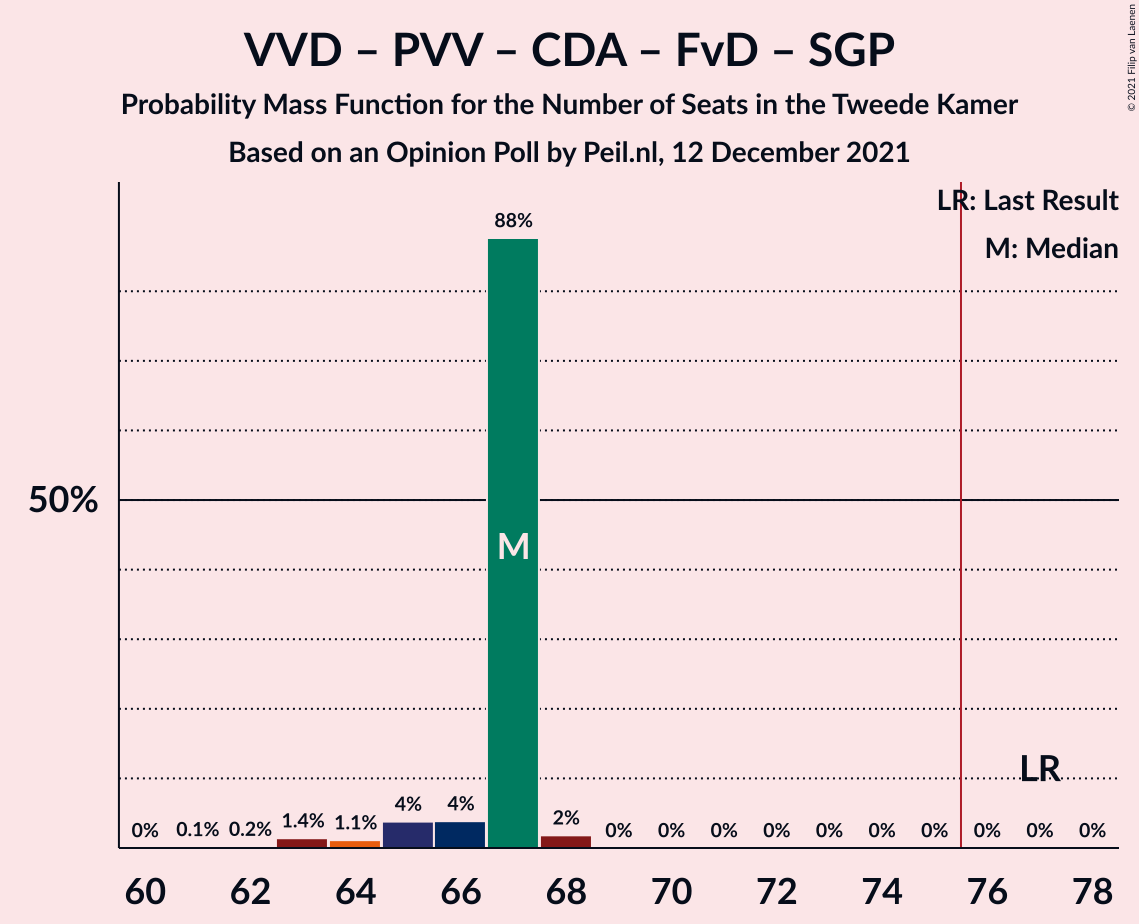 VVD – PVV – CDA – FvD – SGP
Probability Mass Function for the Number of Seats in the Tweede Kamer
Based on an Opinion Poll by Peil.nl, 12 December 2021
© 2021 Filip van Laenen
LR: Last Result
M: Median
88%
50%
M
LR
0% 0.1% 0.2% 1.4% 1.1% 4% 4% 2% 0% 0% 0% 0% 0% 0% 0% 0% 0% 0%
60 62 64 66 68 70 72 74 76 78